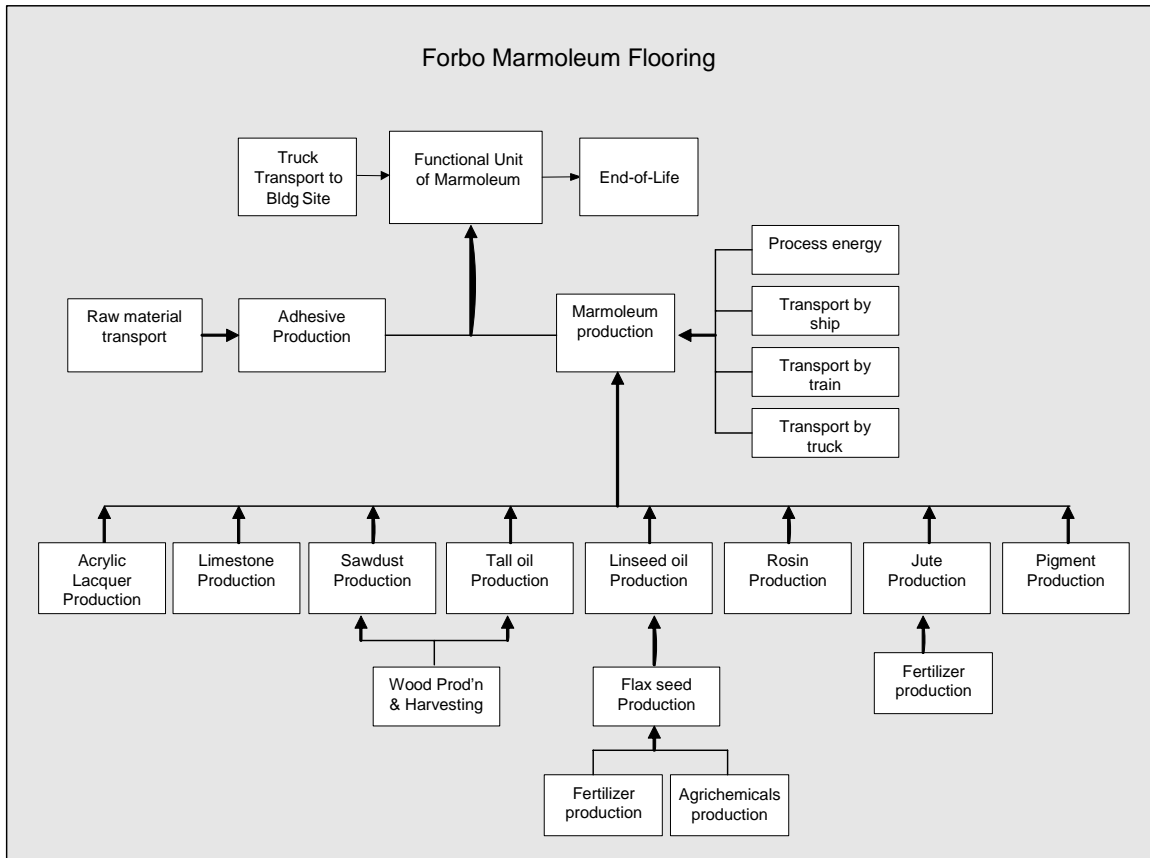 Forbo Marmoleum Flooring
Truck
Transport to
Bldg Site
Functional Unit
of Marmoleum
End-of-Life
Process energy
Raw material
transport
Adhesive
Production
Marmoleum
production
Transport by
ship
Transport by
train
Transport by
truck
Acrylic
Lacquer
Production
Limestone
Production
Sawdust
Production
Tall oil
Production
Linseed oil
Production
Rosin
Production
Jute
Production
Pigment
Production
Wood Prod'n
& Harvesting
Flax seed
Production
Fertilizer
production
Fertilizer
production
Agrichemicals
production